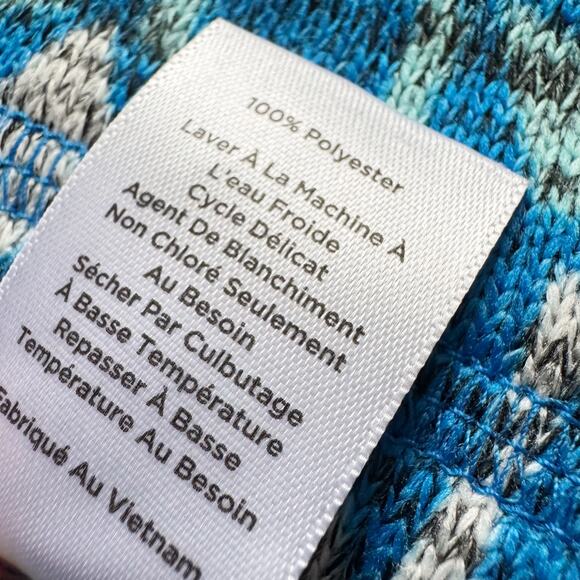 100% Polyester
Laver À La Machine À
L'eau Froide
Cycle Délicat
Agent De Blanchiment
Non Chloré Seulement
Au Besoin
Sécher Par Culbutage
À Basse Température
Repasser À Basse
Température Au Besoin
Fabriqué Au Vietnam